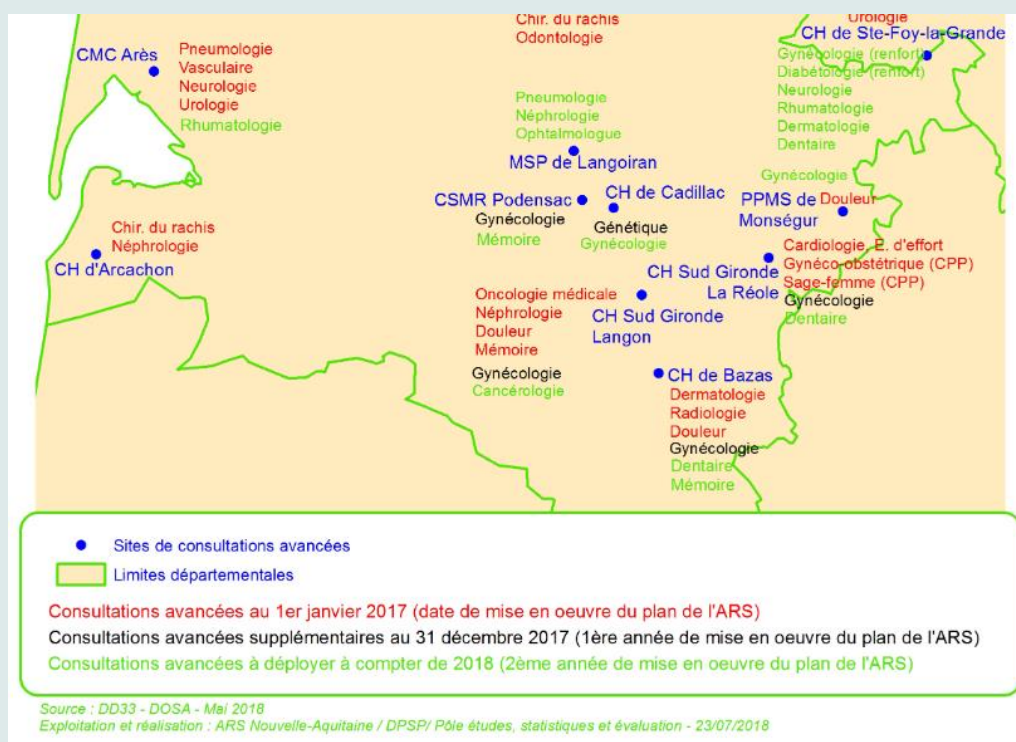 Chir. du rachis
Odontologie
Urologie
CH de Ste-Foy-la-Grande
Gynécologie (renfort)
Diabétologie (renfort)
Neurologie
Rhumatologie
Dermatologie
Dentaire
CMC Arès
Pneumologie
Vasculaire
Neurologie
Urologie
Rhumatologie
Pneumologie
Néphrologie
Ophtalmologue
MSP de Langoiran
Gynécologie
CSMR Podensac
Gynécologie
Mémoire
CH de Cadillac
Génétique
Gynécologie
PPMS de
Monségur
Douleur
Chir. du rachis
Néphrologie
CH d'Arcachon
Cardiologie, E. d'effort
Gynéco-obstétrique (CPP)
Sage-femme (CPP)
Gynécologie
Dentaire
CH Sud Gironde
La Réole
Oncologie médicale
Néphrologie
Douleur
Mémoire
Gynécologie
Cancérologie
CH Sud Gironde
Langon
CH de Bazas
Dermatologie
Radiologie
Douleur
Gynécologie
Dentaire
Mémoire
Sites de consultations avancées
Limites départementales
Consultations avancées au 1er janvier 2017 (date de mise en oeuvre du plan de l'ARS)
Consultations avancées supplémentaires au 31 décembre 2017 (1ère année de mise en oeuvre du plan de l'ARS)
Consultations avancées à déployer à compter de 2018 (2ème année de mise en oeuvre du plan de l'ARS)
Source : DD33 - DOSA - Mai 2018
Exploitation et réalisation : ARS Nouvelle-Aquitaine / DPSP/ Pôle études, statistiques et évaluation - 23/07/2018